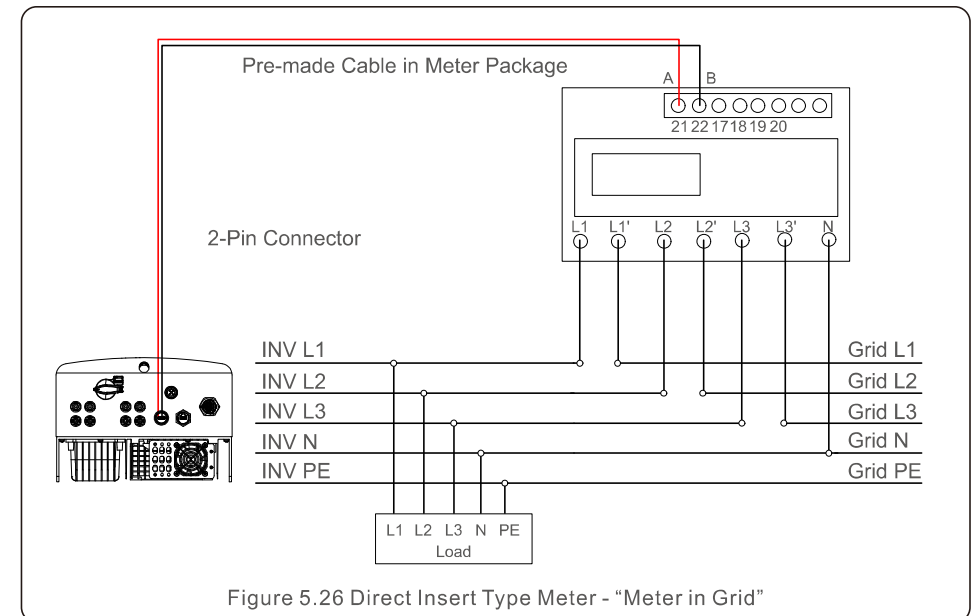 Pre-made Cable in Meter Package
A B
21 22 17 18 19 20
2-Pin Connector
L1 L1' L2 L2' L3 L3' N
INV L1 Grid L1
INV L2 Grid L2
INV L3 Grid L3
INV N Grid N
INV PE Grid PE
L1 L2 L3 N PE
Load
Figure 5.26 Direct Insert Type Meter - “Meter in Grid”